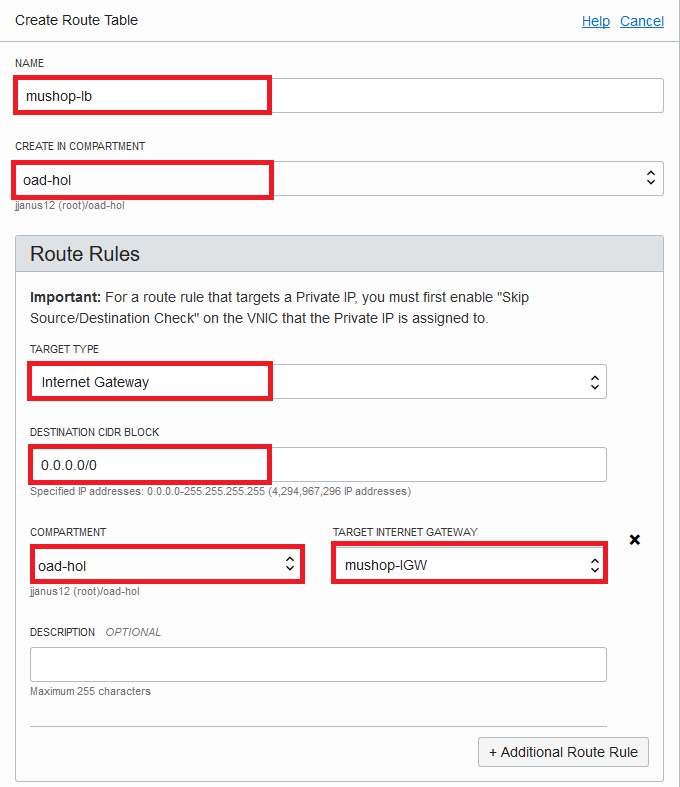 Create Route Table
Help Cancel
NAME
mushop-lb
CREATE IN COMPARTMENT
oad-hol
jjanus12 (root)/oad-hol
Route Rules
Important: For a route rule that targets a Private IP, you must first enable "Skip
Source/Destination Check" on the VNIC that the Private IP is assigned to.
TARGET TYPE
Internet Gateway
DESTINATION CIDR BLOCK
0.0.0.0/0
Specified IP addresses: 0.0.0.0-255.255.255.255 (4,294,967,296 IP addresses)
COMPARTMENT
TARGET INTERNET GATEWAY
oad-hol
mushop-IGW
jjanus12 (root)/oad-hol
DESCRIPTION OPTIONAL
Maximum 255 characters
+ Additional Route Rule